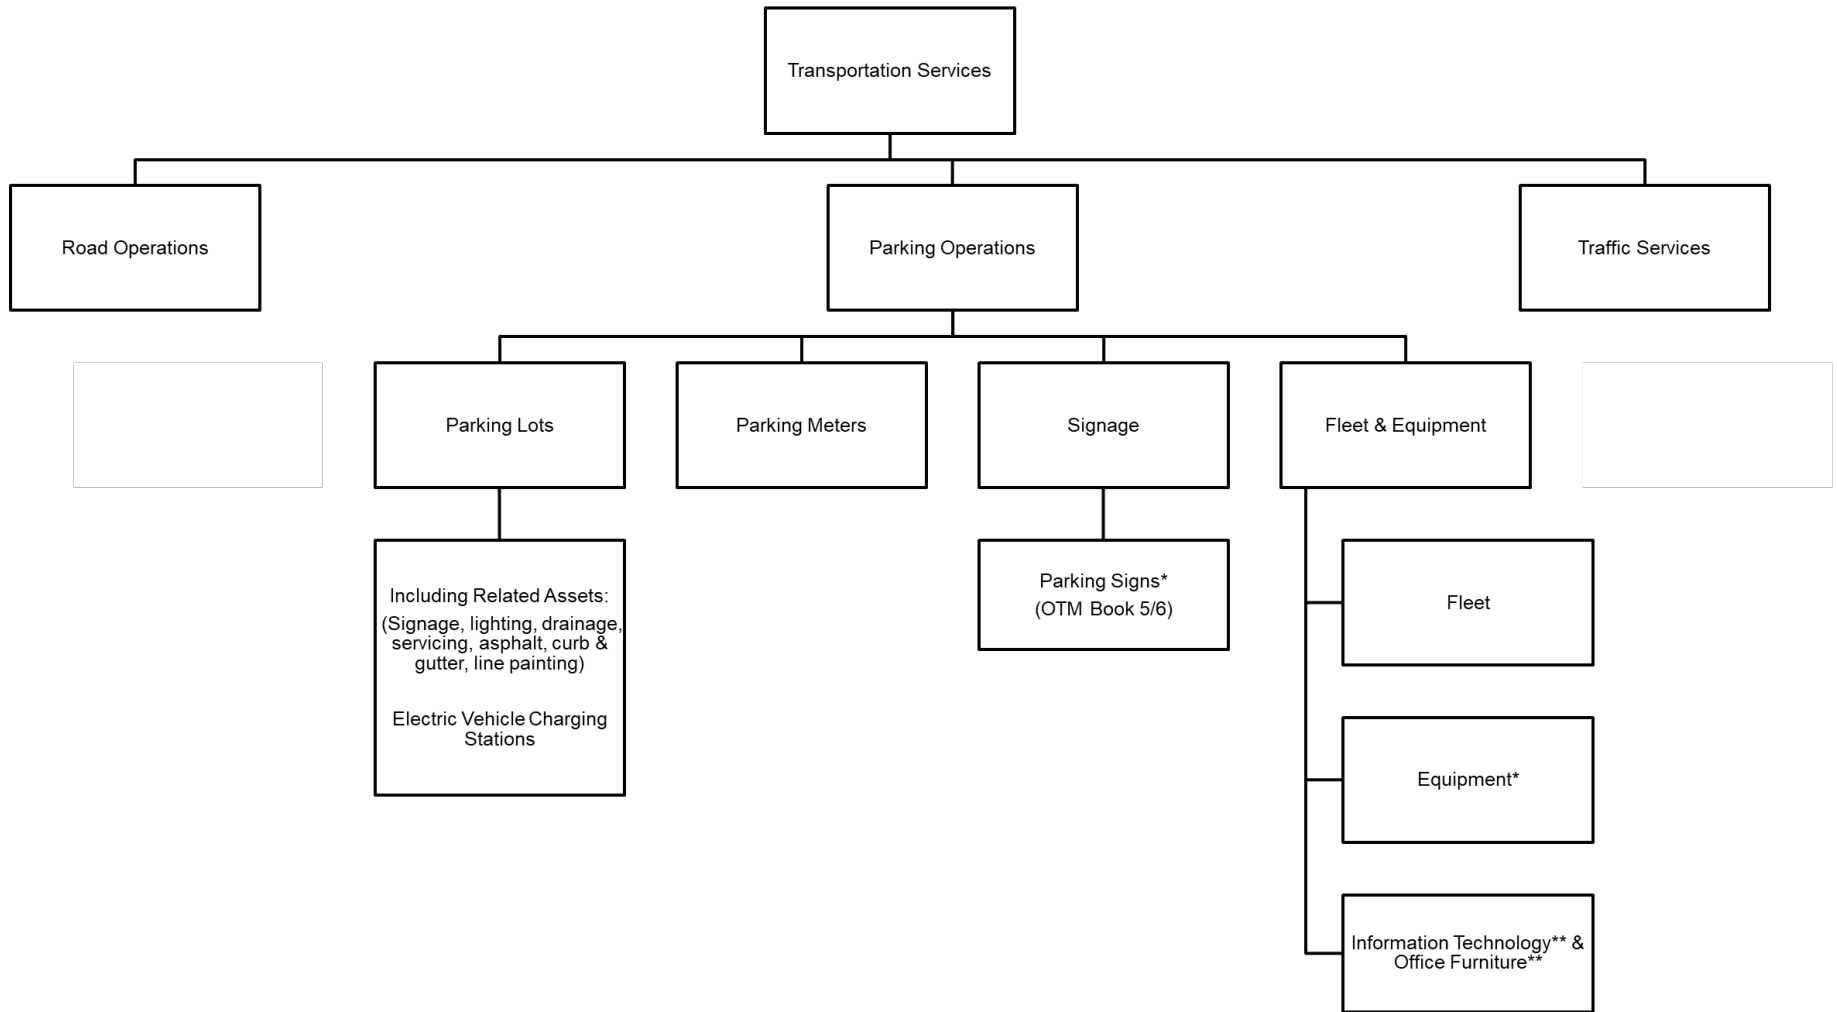 Transportation Services
Road Operations
Parking Operations
Traffic Services
Parking Lots
Parking Meters
Signage
Fleet & Equipment
Including Related Assets:
(Signage, lighting, drainage,
servicing, asphalt, curb &
gutter, line painting)
Electric Vehicle Charging
Stations
Parking Signs*
(OTM Book 5/6)
Fleet
Equipment*
Information Technology** &
Office Furniture**